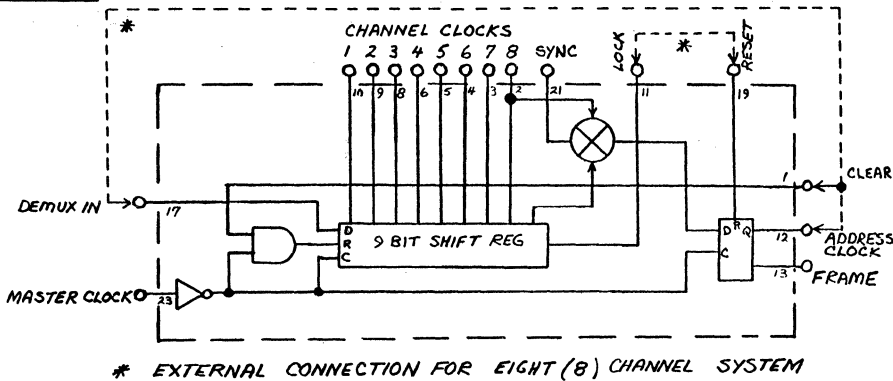 *
CHANNEL CLOCKS
1 2 3 4 5 6 7 8 SYNC
LOCK
*
RESET
10 9 8 6 5 4 3 2 21 11 19
1 CLEAR
DEMUX IN 17
D
R
C
9 BIT SHIFT REG
D R Q
C
12 ADDRESS CLOCK
13 FRAME
MASTER CLOCK 23
* EXTERNAL CONNECTION FOR EIGHT (8) CHANNEL SYSTEM